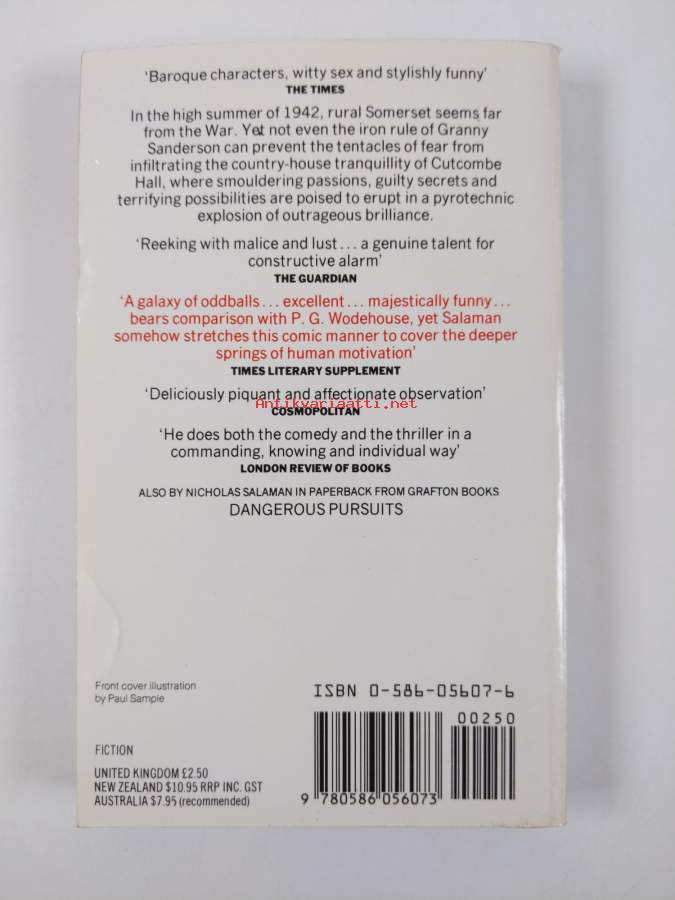 'Baroque characters, witty sex and stylishly funny'
THE TIMES
In the high summer of 1942, rural Somerset seems far
from the War. Yet not even the iron rule of Granny
Sanderson can prevent the tentacles of fear from
infiltrating the country-house tranquillity of Cutcombe
Hall, where smouldering passions, guilty secrets and
terrifying possibilities are poised to erupt in a pyrotechnic
explosion of outrageous brilliance.
'Reeking with malice and lust... a genuine talent for
constructive alarm'
THE GUARDIAN
'A galaxy of oddballs... excellent... majestically funny...
bears comparison with P. G. Wodehouse, yet Salaman
somehow stretches this comic manner to cover the deeper
springs of human motivation'
TIMES LITERARY SUPPLEMENT
'Deliciously piquant and affectionate observation'
Antikvariaatti.net
COSMOPOLITAN
'He does both the comedy and the thriller in a
commanding, knowing and individual way'
LONDON REVIEW OF BOOKS
ALSO BY NICHOLAS SALAMAN IN PAPERBACK FROM GRAFTON BOOKS
DANGEROUS PURSUITS
Front cover illustration
by Paul Sample
FICTION
UNITED KINGDOM £2.50
NEW ZEALAND $10.95 RRP INC. GST
AUSTRALIA $7.95 (recommended)
ISBN 0-586-05607-6
00250
9 780586 056073